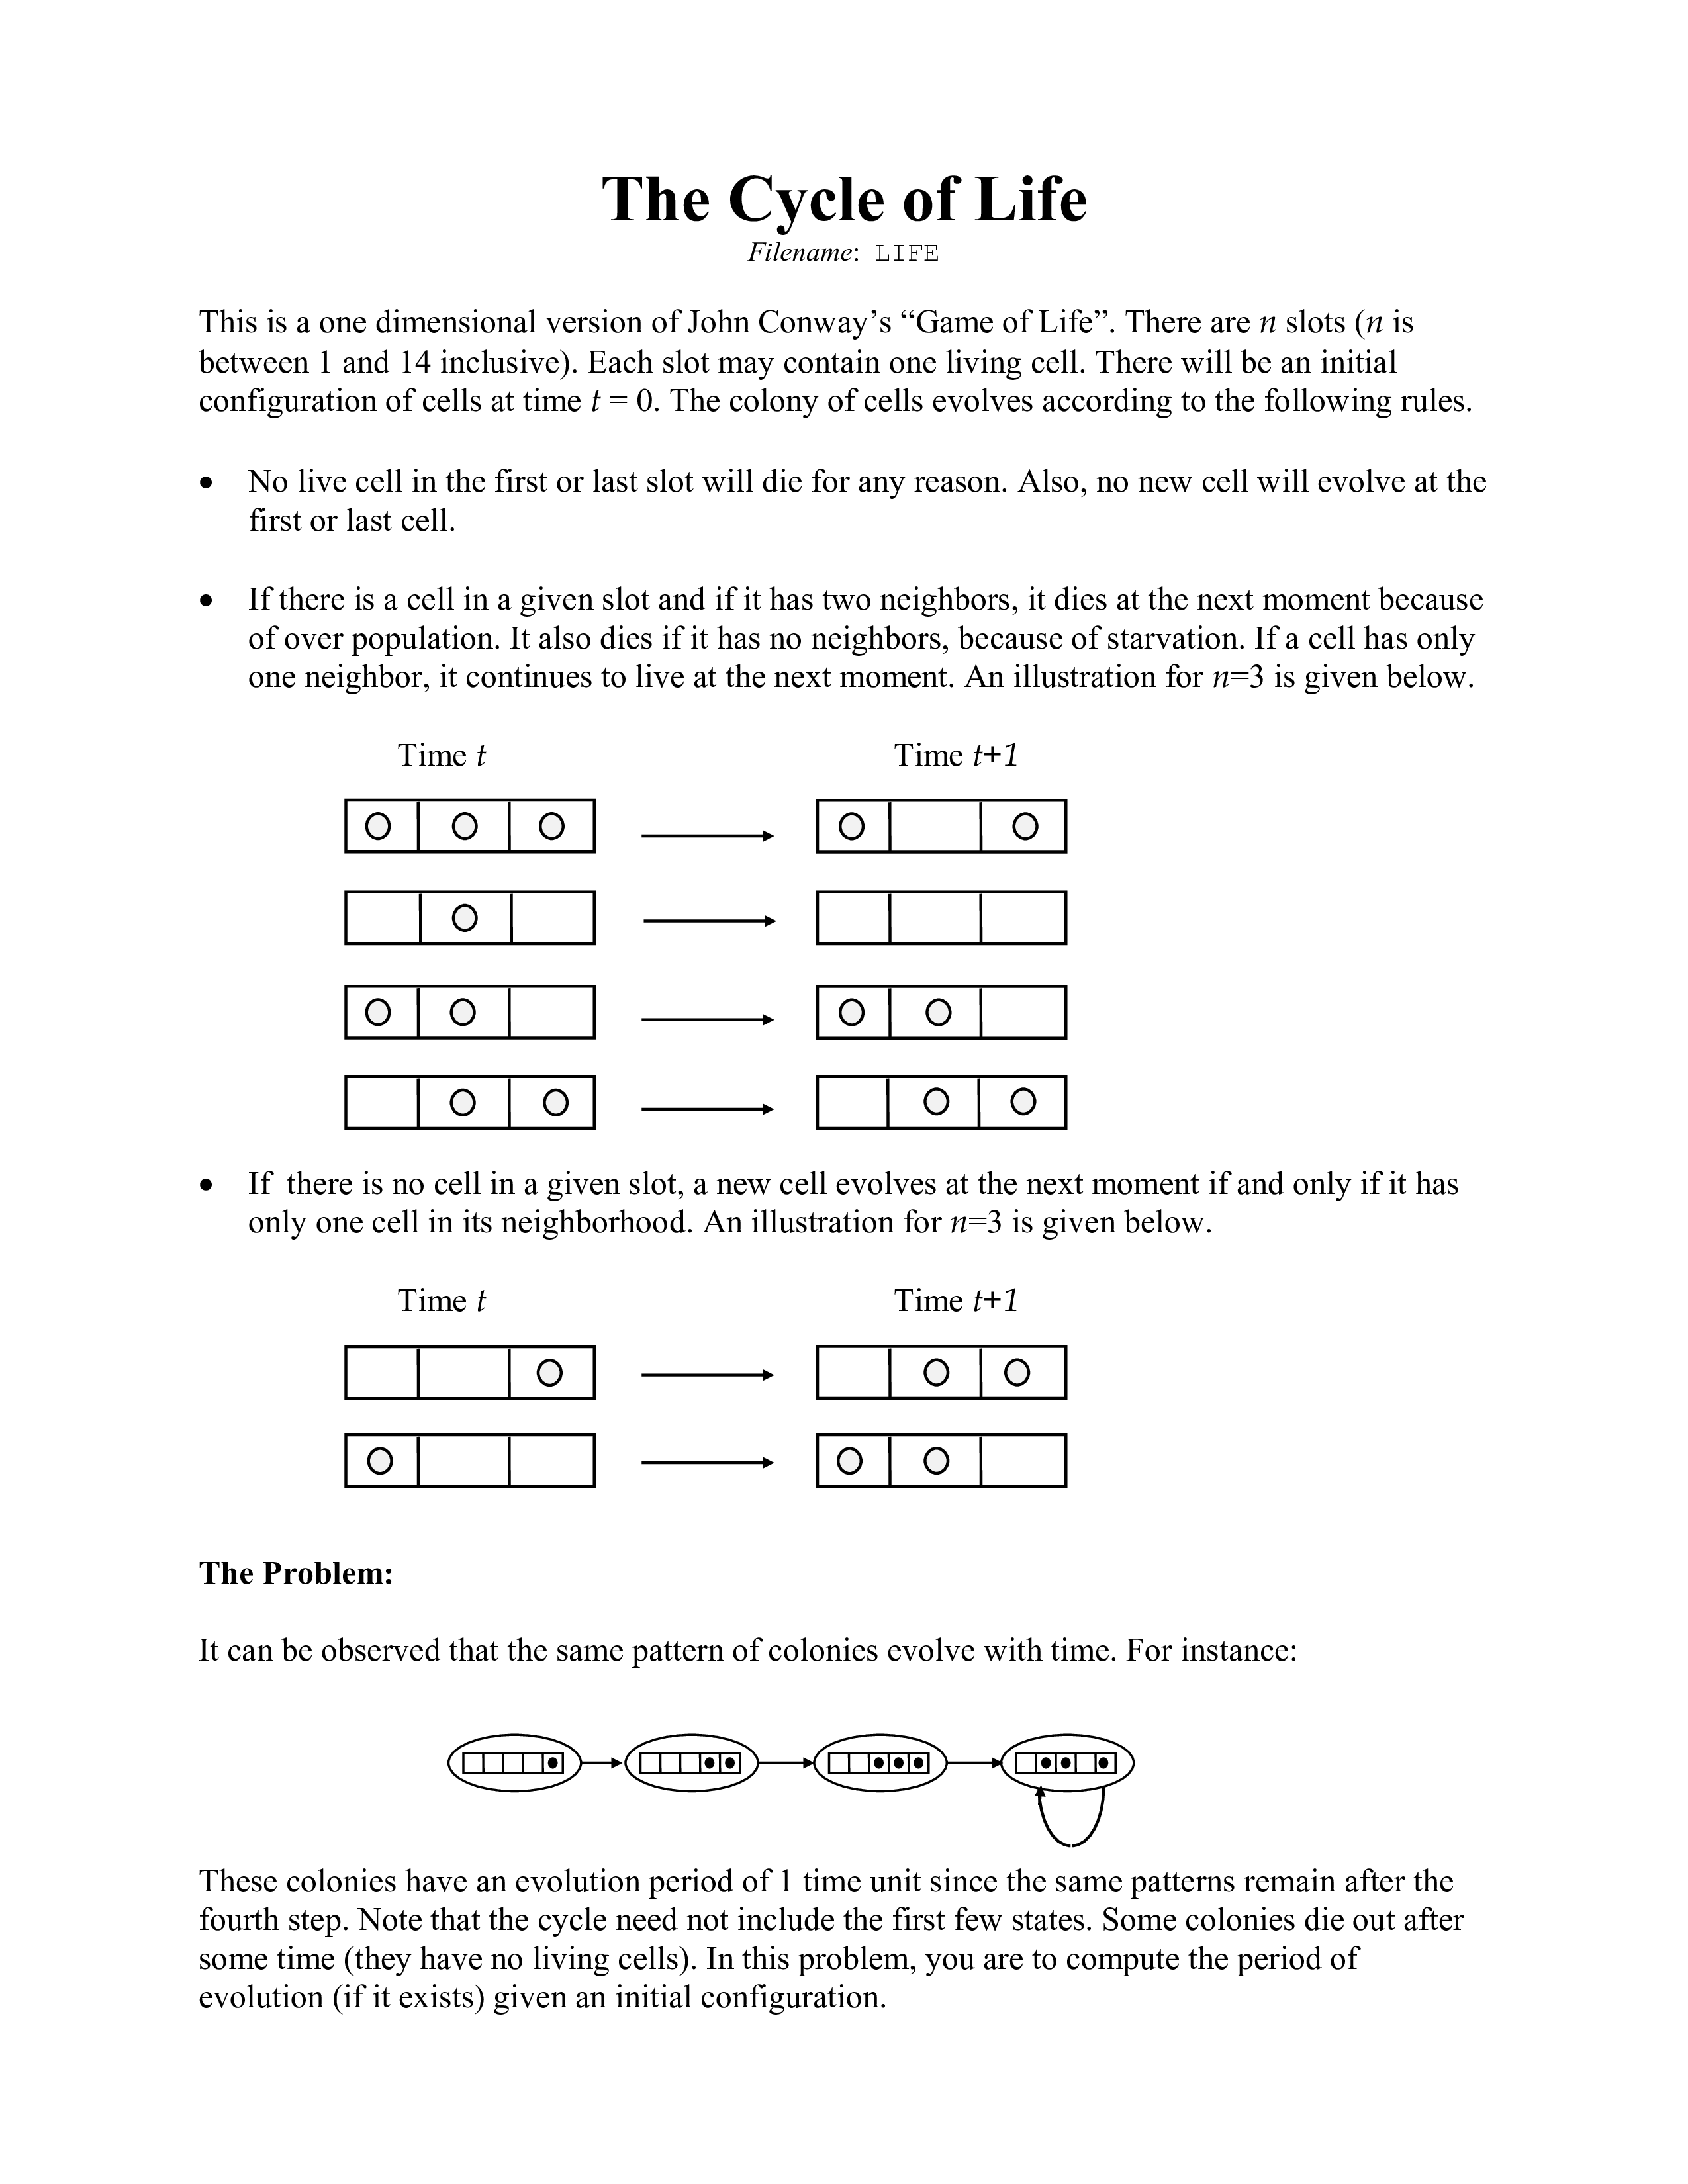 The Cycle of Life
Filename: LIFE
This is a one dimensional version of John Conway’s “Game of Life”. There are n slots (n is
between 1 and 14 inclusive). Each slot may contain one living cell. There will be an initial
configuration of cells at time t = 0. The colony of cells evolves according to the following rules.
• No live cell in the first or last slot will die for any reason. Also, no new cell will evolve at the
first or last cell.
• If there is a cell in a given slot and if it has two neighbors, it dies at the next moment because
of over population. It also dies if it has no neighbors, because of starvation. If a cell has only
one neighbor, it continues to live at the next moment. An illustration for n=3 is given below.
Time t Time t+1
• If there is no cell in a given slot, a new cell evolves at the next moment if and only if it has
only one cell in its neighborhood. An illustration for n=3 is given below.
Time t Time t+1
The Problem:
It can be observed that the same pattern of colonies evolve with time. For instance:
These colonies have an evolution period of 1 time unit since the same patterns remain after the
fourth step. Note that the cycle need not include the first few states. Some colonies die out after
some time (they have no living cells). In this problem, you are to compute the period of
evolution (if it exists) given an initial configuration.